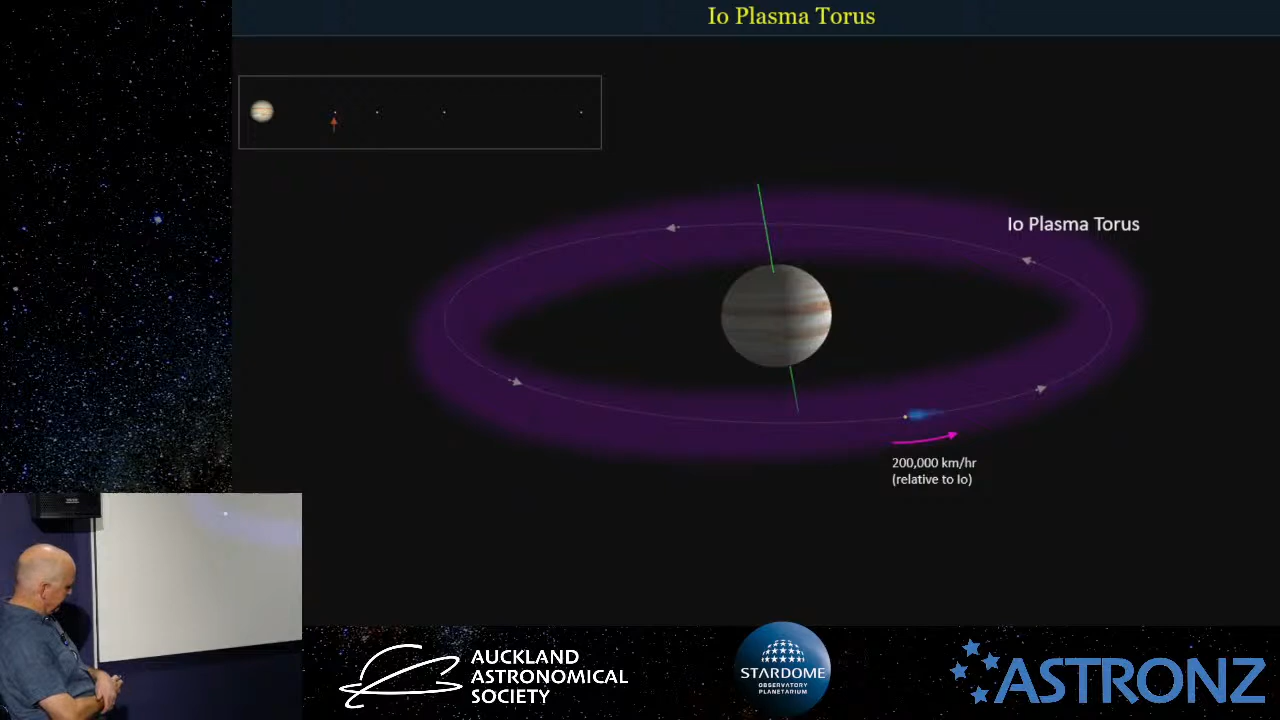 Io Plasma Torus
Io Plasma Torus
200,000 km/hr
(relative to Io)
AUCKLAND
ASTRONOMICAL
SOCIETY
STARDOME
OBSERVATORY
PLANETARIUM
ASTRONZ